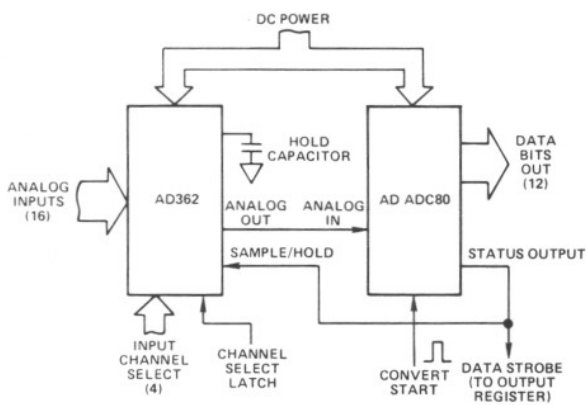 DC POWER
HOLD
CAPACITOR
DATA
BITS
OUT
(12)
ANALOG
INPUTS
(16)
AD362
AD ADC80
ANALOG
OUT
ANALOG
IN
SAMPLE/HOLD
STATUS OUTPUT
INPUT
CHANNEL
SELECT
(4)
CHANNEL
SELECT
LATCH
CONVERT
START
DATA STROBE
(TO OUTPUT
REGISTER)